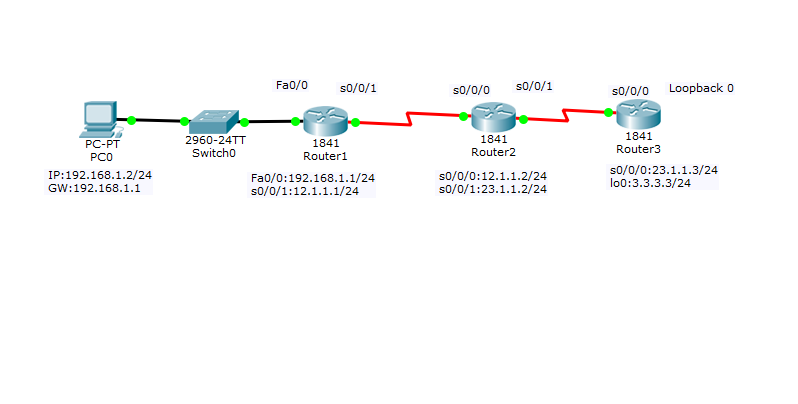 Fa0/0
s0/0/1
s0/0/0
s0/0/1
s0/0/0
Loopback 0
PC-PT
PC0
2960-24TT
Switch0
1841
Router1
1841
Router2
1841
Router3
IP:192.168.1.2/24
GW:192.168.1.1
Fa0/0:192.168.1.1/24
s0/0/1:12.1.1.1/24
s0/0/0:12.1.1.2/24
s0/0/1:23.1.1.2/24
s0/0/0:23.1.1.3/24
lo0:3.3.3.3/24